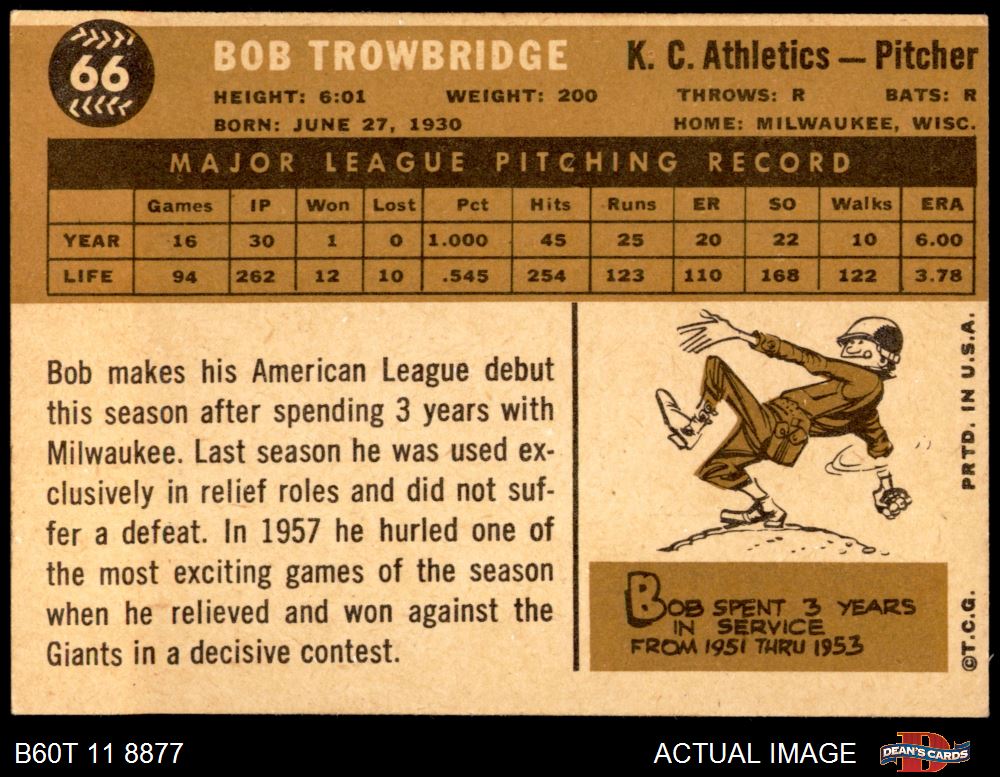 66
BOB TROWBRIDGE
K. C. Athletics — Pitcher
HEIGHT: 6:01 WEIGHT: 200 THROWS: R BATS: R
BORN: JUNE 27, 1930 HOME: MILWAUKEE, WISC.
MAJOR LEAGUE PITCHING RECORD
Games IP Won Lost Pct Hits Runs ER SO Walks ERA
YEAR 16 30 1 0 1.000 45 25 20 22 10 6.00
LIFE 94 262 12 10 .545 254 123 110 168 122 3.78
Bob makes his American League debut
this season after spending 3 years with
Milwaukee. Last season he was used ex-
clusively in relief roles and did not suf-
fer a defeat. In 1957 he hurled one of
the most exciting games of the season
when he relieved and won against the
Giants in a decisive contest.
BOB SPENT 3 YEARS
IN SERVICE
FROM 1951 THRU 1953
©T.C.G. PRTD. IN U.S.A.
B60T 11 8877
ACTUAL IMAGE
DEAN'S CARDS